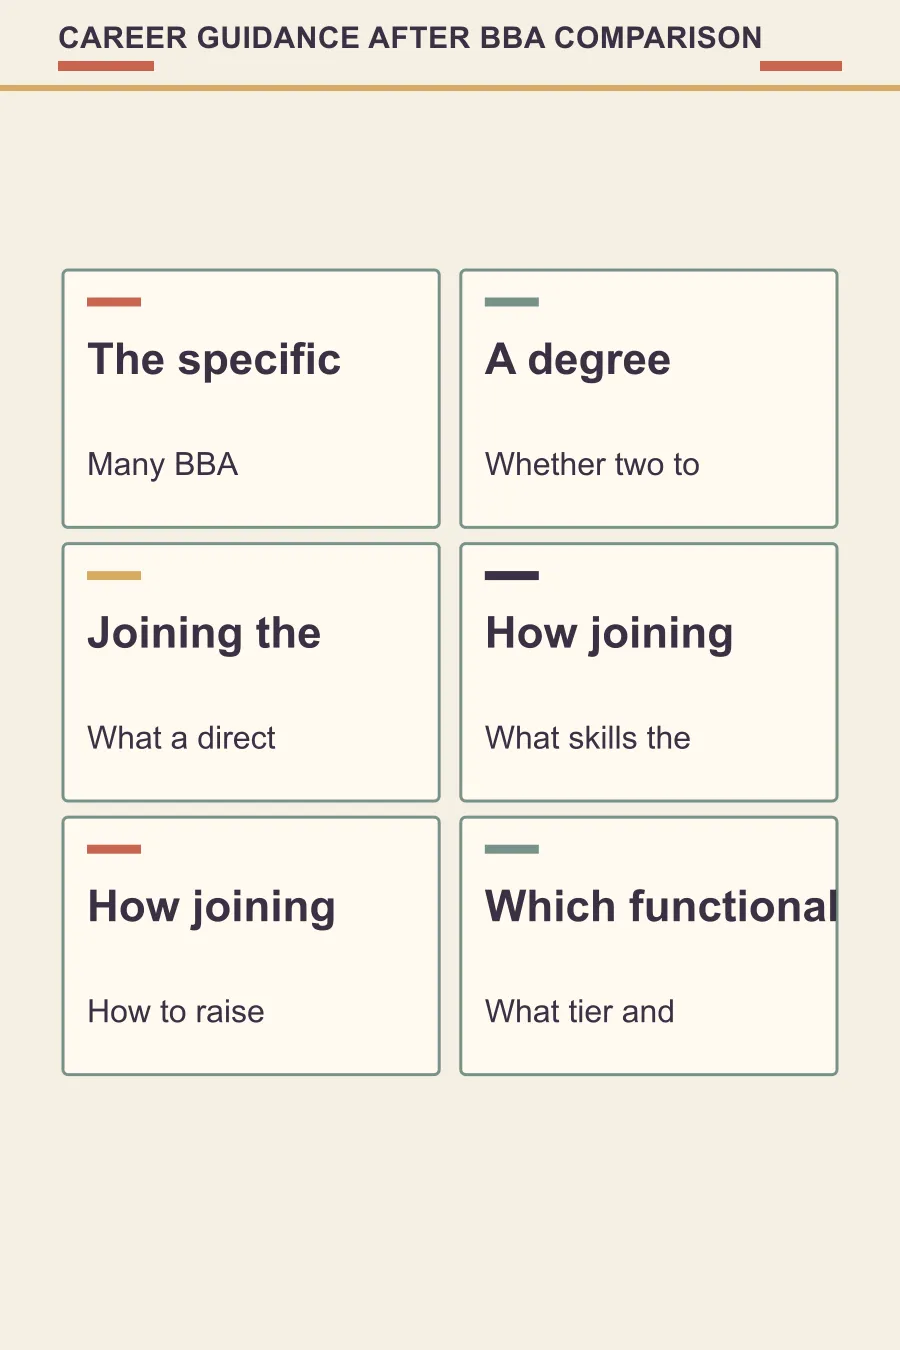 CAREER GUIDANCE AFTER BBA COMPARISON
The specific
Many BBA
A degree
Whether two to
Joining the
What a direct
How joining
What skills the
How joining
How to raise
Which functional
What tier and